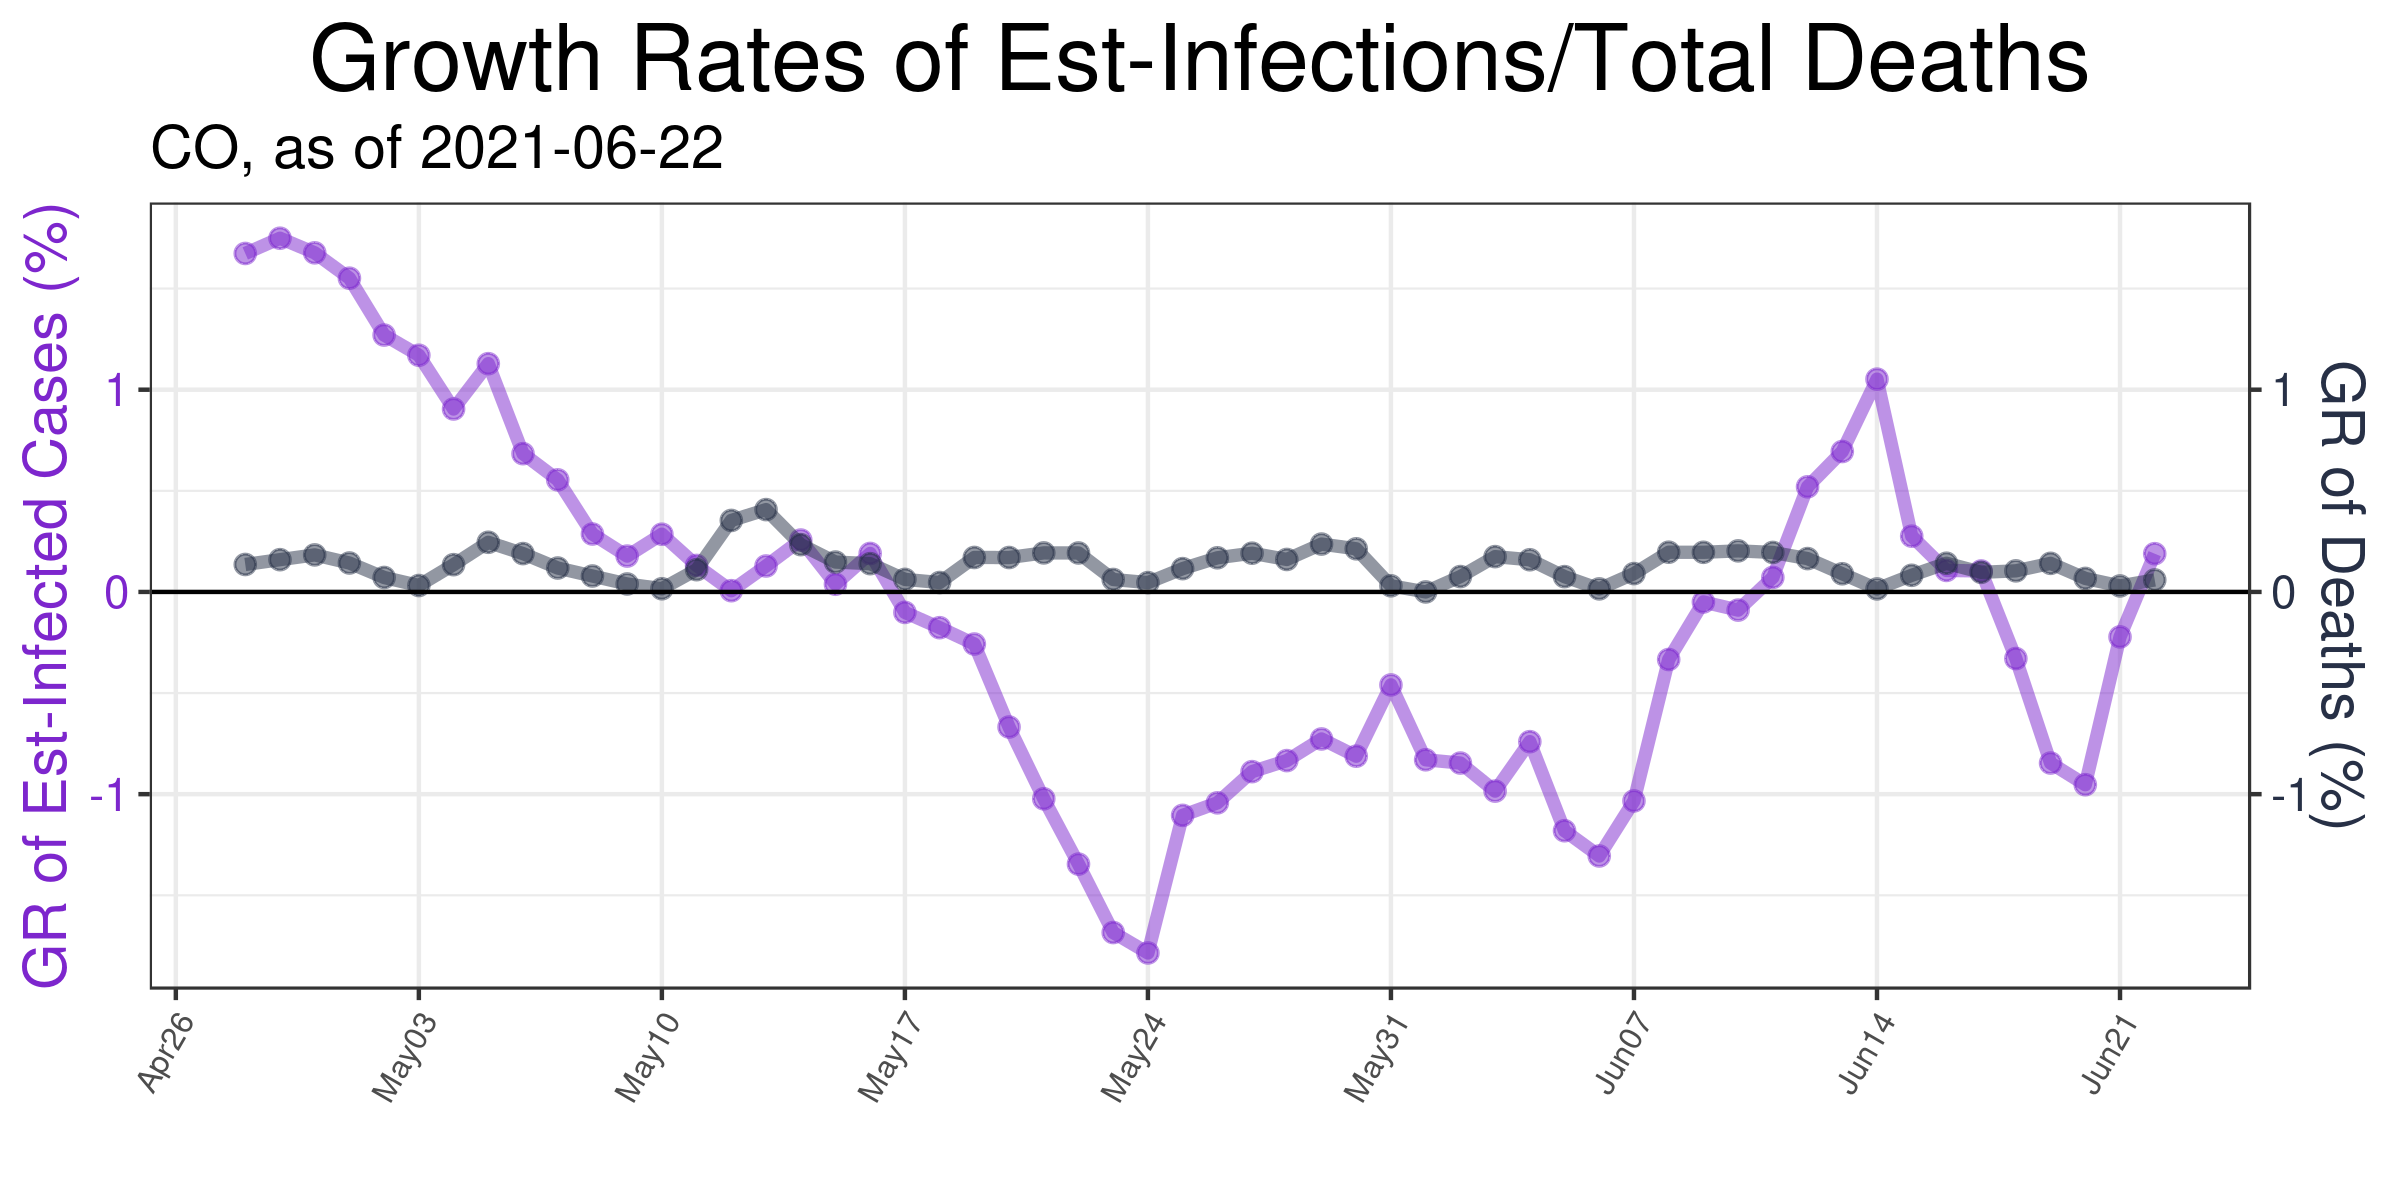 Growth Rates of Est-Infections/Total Deaths
CO, as of 2021-06-22
GR of Est-Infected Cases (%)
1
0
-1
1
0
-1
GR of Deaths (%)
Apr26
May03
May10
May17
May24
May31
Jun07
Jun14
Jun21